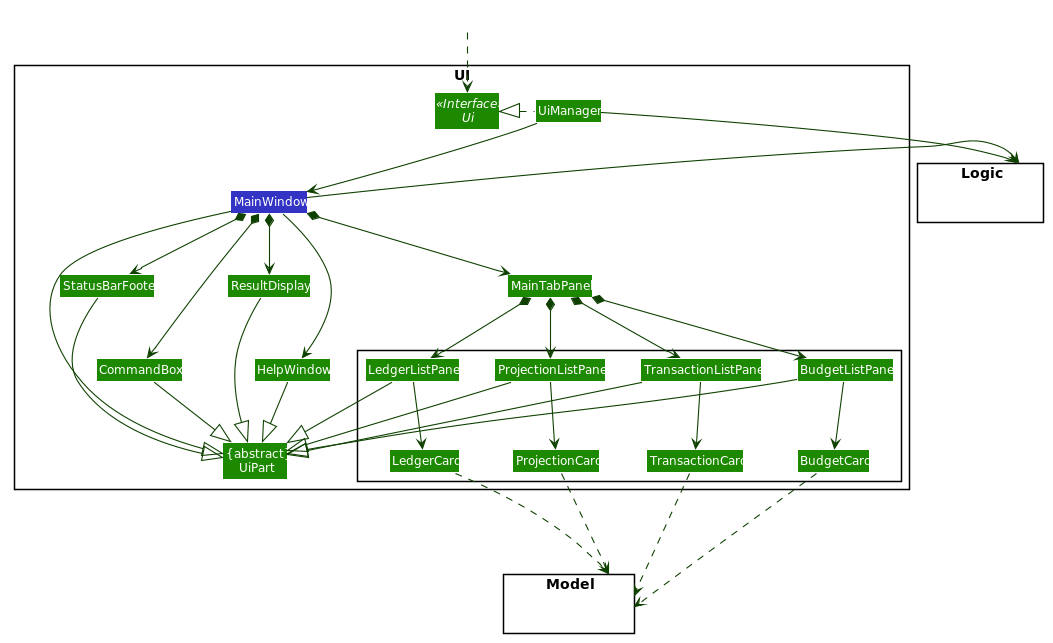 UI
«Interface»
Ui
UiManager
Logic
MainWindow
StatusBarFooter
ResultDisplay
MainTabPanel
CommandBox
HelpWindow
LedgerListPane
ProjectionListPane
TransactionListPane
BudgetListPane
{abstract}
UiPart
LedgerCard
ProjectionCard
TransactionCard
BudgetCard
Model